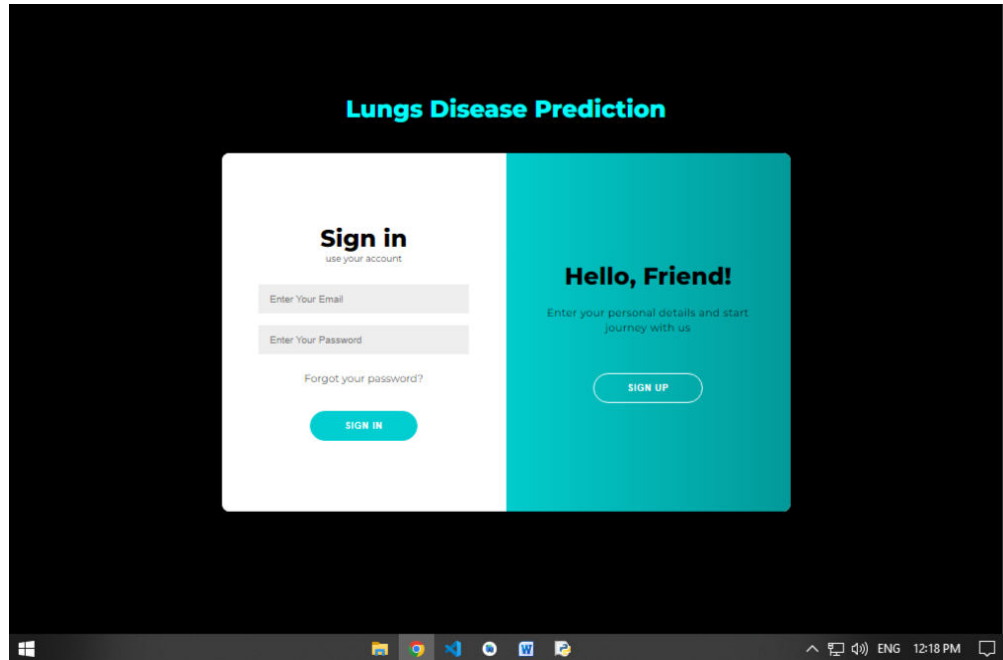 Lungs Disease Prediction
Sign in
use your account
Enter Your Email
Enter Your Password
Forgot your password?
SIGN IN
Hello, Friend!
Enter your personal details and start
journey with us
SIGN UP
ENG 12:18 PM